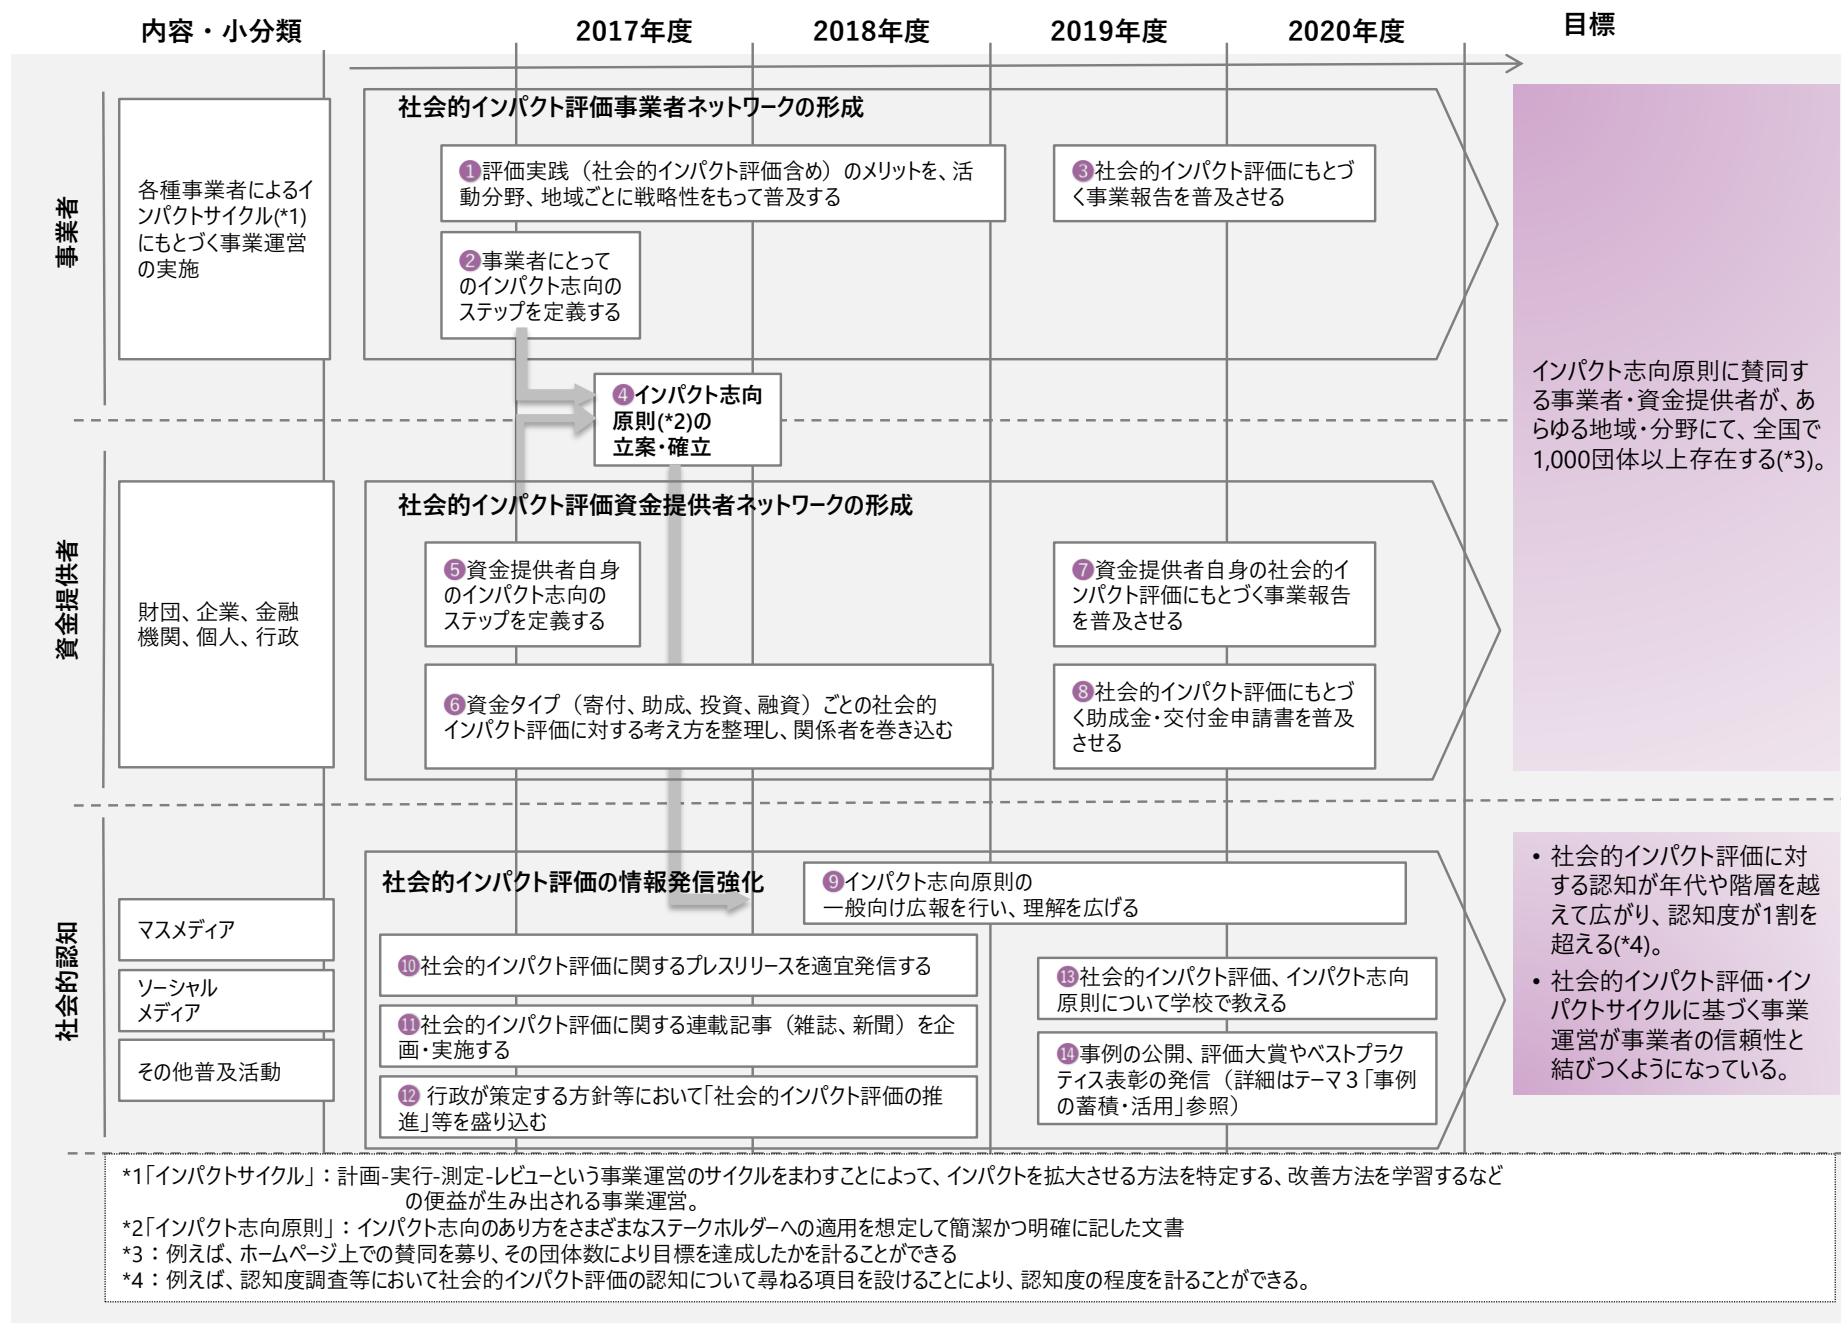 内容・小分類
2017年度
2018年度
2019年度
2020年度
目標
事業者
各種事業者によるイ
ンパクトサイクル(*1)
にもとづく事業運営
の実施
社会的インパクト評価事業者ネットワークの形成
❶評価実践（社会的インパクト評価含め）のメリットを、活
動分野、地域ごとに戦略性をもって普及する
❷事業者にとって
のインパクト志向の
ステップを定義する
❸社会的インパクト評価にもとづ
く事業報告を普及させる
❹インパクト志向
原則(*2)の
立案・確立
インパクト志向原則に賛同す
る事業者・資金提供者が、あ
らゆる地域・分野にて、全国で
1,000団体以上存在する(*3)。
資金提供者
財団、企業、金融
機関、個人、行政
社会的インパクト評価資金提供者ネットワークの形成
❺資金提供者自身
のインパクト志向の
ステップを定義する
❻資金タイプ（寄付、助成、投資、融資）ごとの社会的
インパクト評価に対する考え方を整理し、関係者を巻き込む
❼資金提供者自身の社会的イ
ンパクト評価にもとづく事業報告
を普及させる
❽社会的インパクト評価にもとづ
く助成金・交付金申請書を普及
させる
社会的認知
マスメディア
ソーシャル
メディア
その他普及活動
社会的インパクト評価の情報発信強化
❾インパクト志向原則の
一般向け広報を行い、理解を広げる
❿社会的インパクト評価に関するプレスリリースを適宜発信する
⓫社会的インパクト評価に関する連載記事（雑誌、新聞）を企
画・実施する
⓬ 行政が策定する方針等において「社会的インパクト評価の推
進」等を盛り込む
⓭社会的インパクト評価、インパクト志向
原則について学校で教える
⓮事例の公開、評価大賞やベストプラク
ティス表彰の発信（詳細はテーマ３「事例
の蓄積・活用」参照）
• 社会的インパクト評価に対
する認知が年代や階層を越
えて広がり、認知度が1割を
超える(*4)。
• 社会的インパクト評価・イン
パクトサイクルに基づく事業
運営が事業者の信頼性と
結びつくようになっている。
*1「インパクトサイクル」：計画-実行-測定-レビューという事業運営のサイクルをまわすことによって、インパクトを拡大させる方法を特定する、改善方法を学習するなど
の便益が生み出される事業運営。
*2「インパクト志向原則」：インパクト志向のあり方をさまざまなステークホルダーへの適用を想定して簡潔かつ明確に記した文書
*3：例えば、ホームページ上での賛同を募り、その団体数により目標を達成したかを計ることができる
*4：例えば、認知度調査等において社会的インパクト評価の認知について尋ねる項目を設けることにより、認知度の程度を計ることができる。